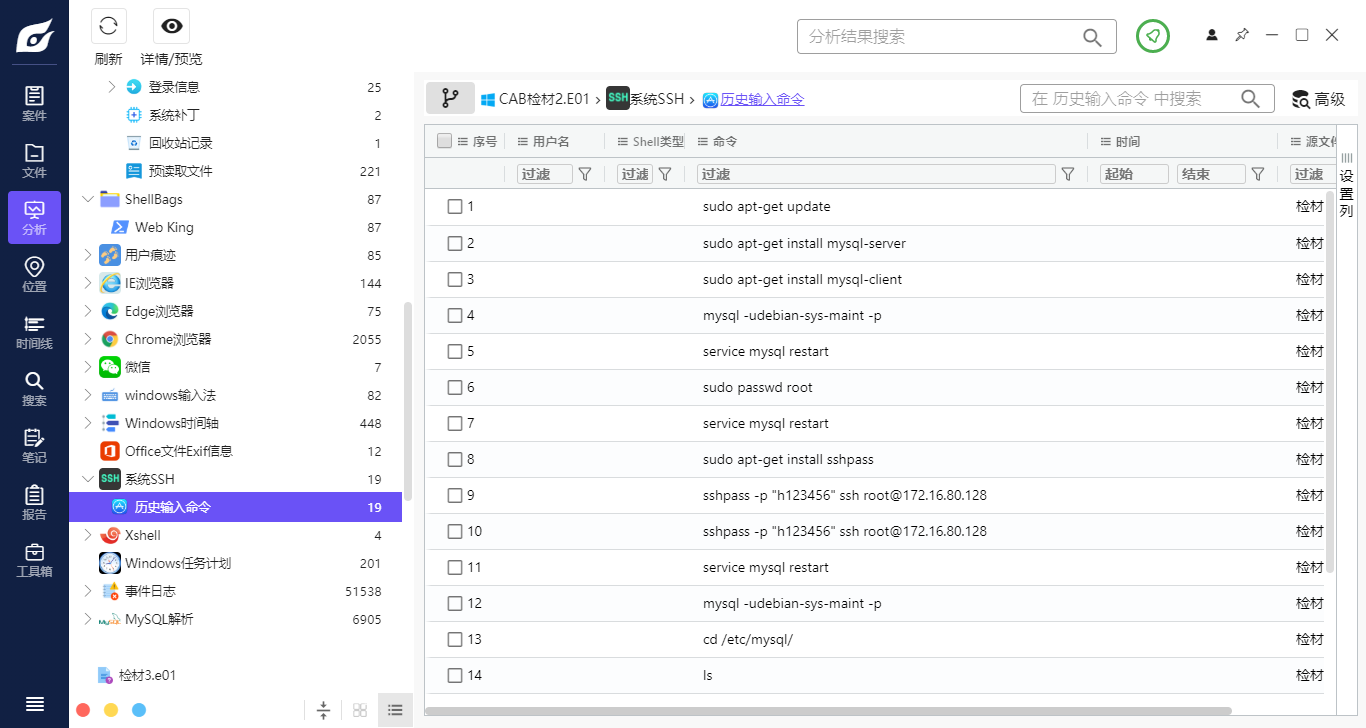 刷新
详情/预览
分析结果搜索
案件
文件
分析
位置
时间线
搜索
笔记
报告
工具箱
登录信息 25
系统补丁 2
回收站记录 1
预读取文件 221
ShellBags 87
Web King 87
用户痕迹 85
IE浏览器 144
Edge浏览器 75
Chrome浏览器 2055
微信 7
windows输入法 82
Windows时间轴 448
Office文件Exif信息 12
SSH 系统SSH 19
历史输入命令 19
Xshell 4
Windows任务计划 201
事件日志 51538
MySQL解析 6905
检材3.e01
CAB检材2.E01 › SSH 系统SSH › 历史输入命令
在 历史输入命令 中搜索
高级
序号 用户名 Shell类型 命令 时间 源文件
过滤 过滤 过滤 起始 结束 过滤
1 sudo apt-get update 检材
2 sudo apt-get install mysql-server 检材
3 sudo apt-get install mysql-client 检材
4 mysql -udebian-sys-maint -p 检材
5 service mysql restart 检材
6 sudo passwd root 检材
7 service mysql restart 检材
8 sudo apt-get install sshpass 检材
9 sshpass -p "h123456" ssh root@172.16.80.128 检材
10 sshpass -p "h123456" ssh root@172.16.80.128 检材
11 service mysql restart 检材
12 mysql -udebian-sys-maint -p 检材
13 cd /etc/mysql/ 检材
14 ls 检材
设置列